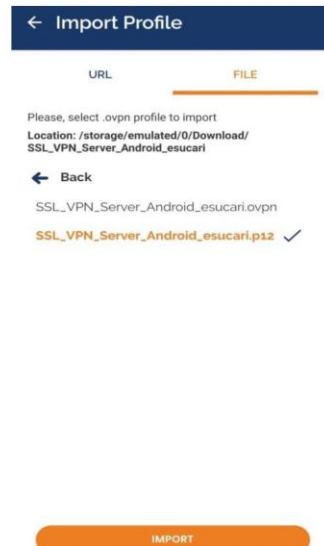 ← Import Profile
URL FILE
Please, select .ovpn profile to import
Location: /storage/emulated/0/Download/
SSL_VPN_Server_Android_esucari
← Back
SSL_VPN_Server_Android_esucari.ovpn
SSL_VPN_Server_Android_esucari.p12 ✓
IMPORT